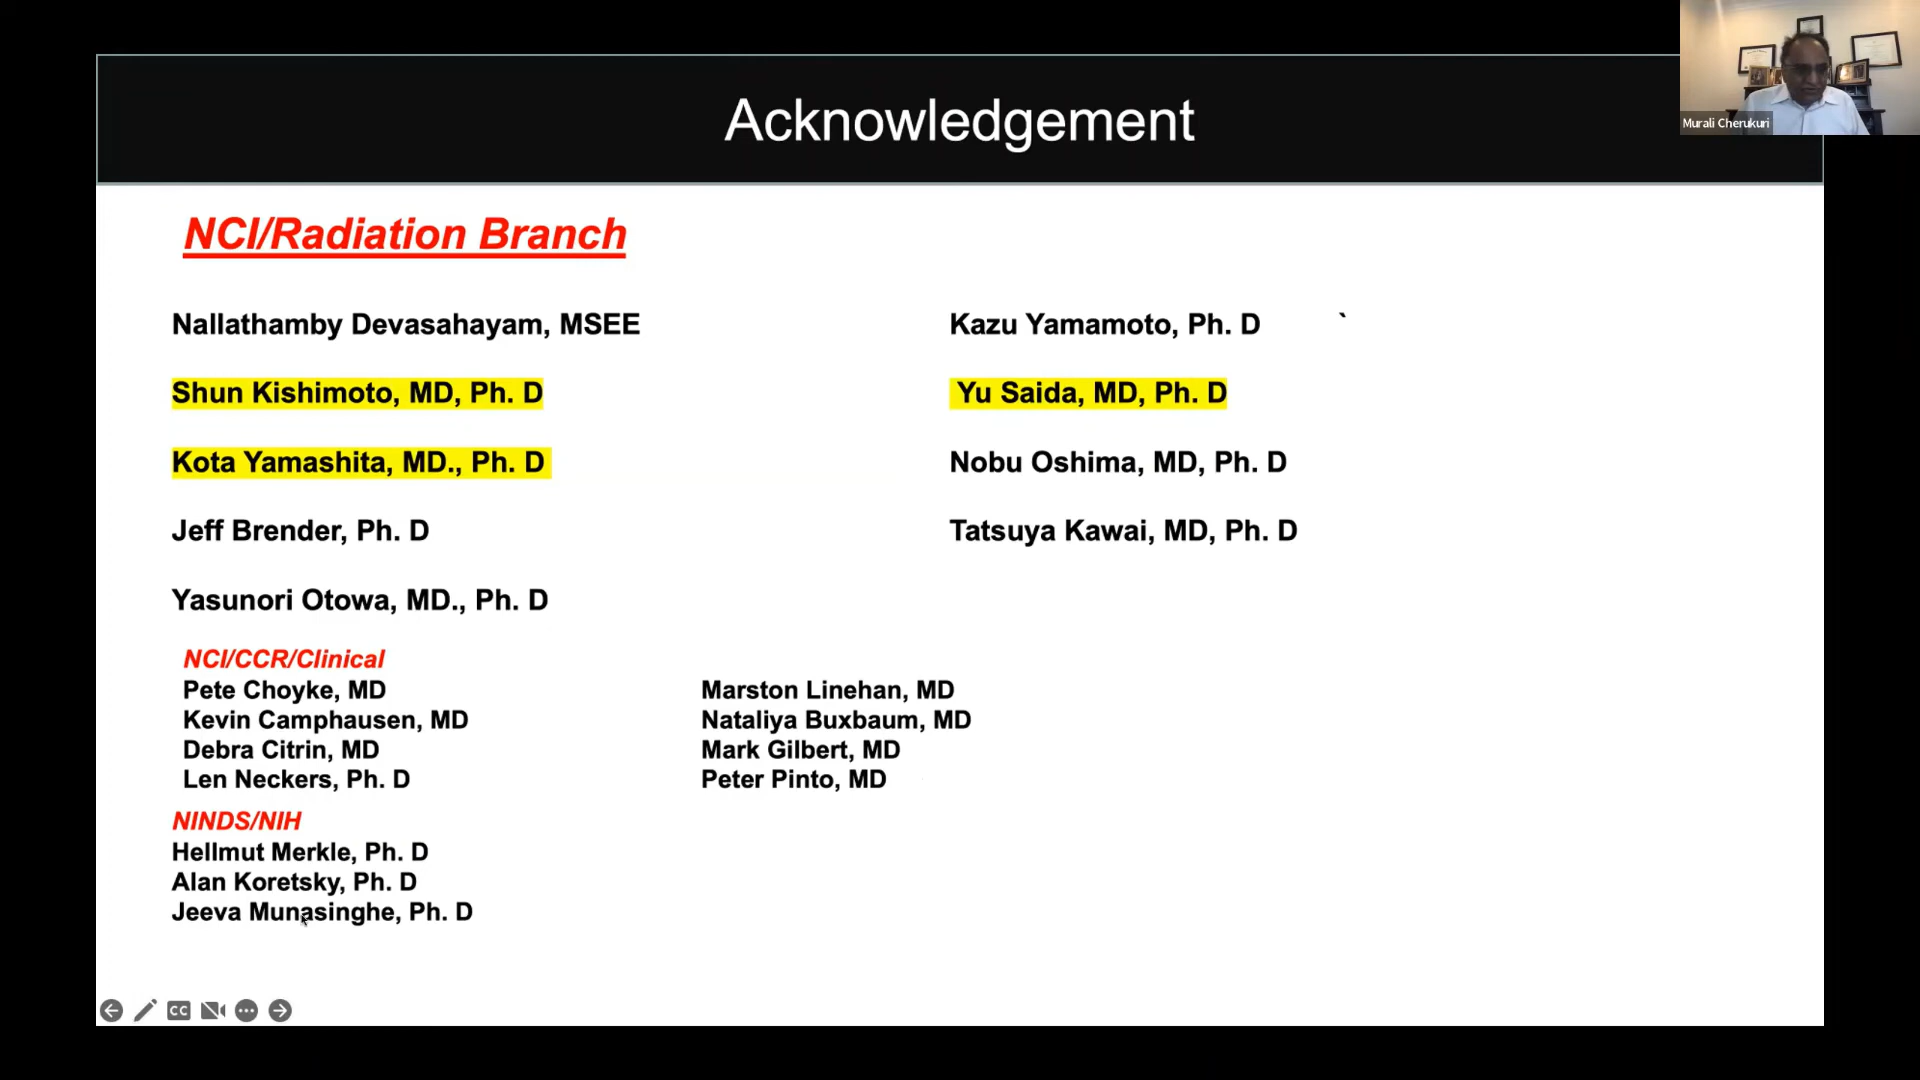 Acknowledgement
Murali Cherukuri
NCI/Radiation Branch
Nallathamby Devasahayam, MSEE
Kazu Yamamoto, Ph. D `
Shun Kishimoto, MD, Ph. D
Yu Saida, MD, Ph. D
Kota Yamashita, MD., Ph. D
Nobu Oshima, MD, Ph. D
Jeff Brender, Ph. D
Tatsuya Kawai, MD, Ph. D
Yasunori Otowa, MD., Ph. D
NCI/CCR/Clinical
Pete Choyke, MD
Kevin Camphausen, MD
Debra Citrin, MD
Len Neckers, Ph. D
Marston Linehan, MD
Nataliya Buxbaum, MD
Mark Gilbert, MD
Peter Pinto, MD
NINDS/NIH
Hellmut Merkle, Ph. D
Alan Koretsky, Ph. D
Jeeva Munasinghe, Ph. D
CC